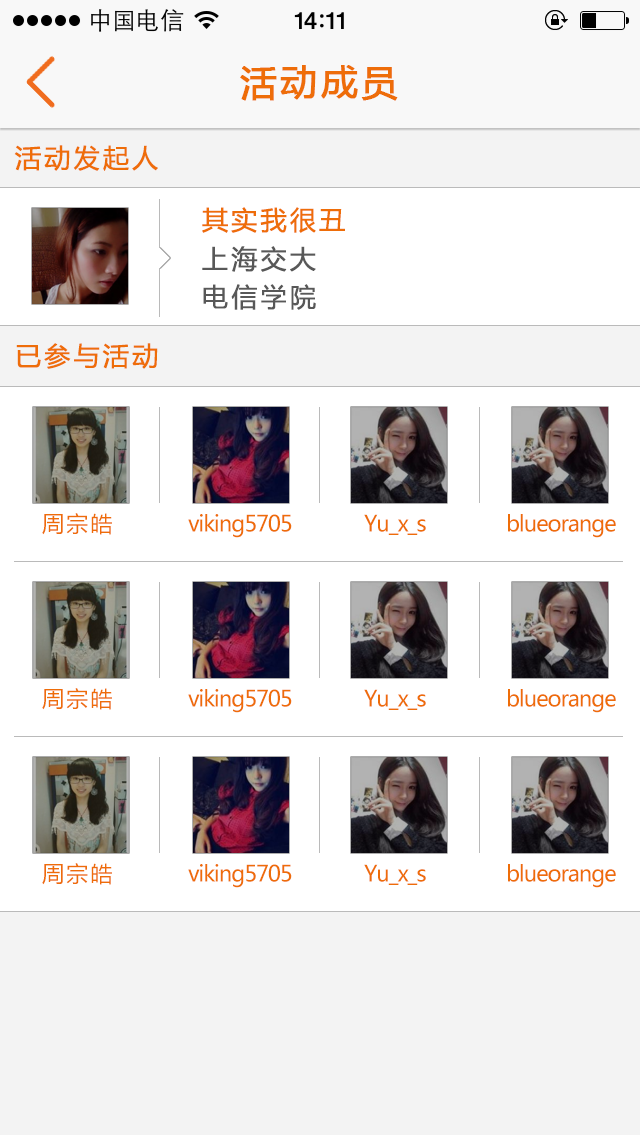 中国电信 14:11
活动成员
活动发起人
其实我很丑
上海交大
电信学院
已参与活动
周宗皓 viking5705 Yu_x_s blueorange
周宗皓 viking5705 Yu_x_s blueorange
周宗皓 viking5705 Yu_x_s blueorange